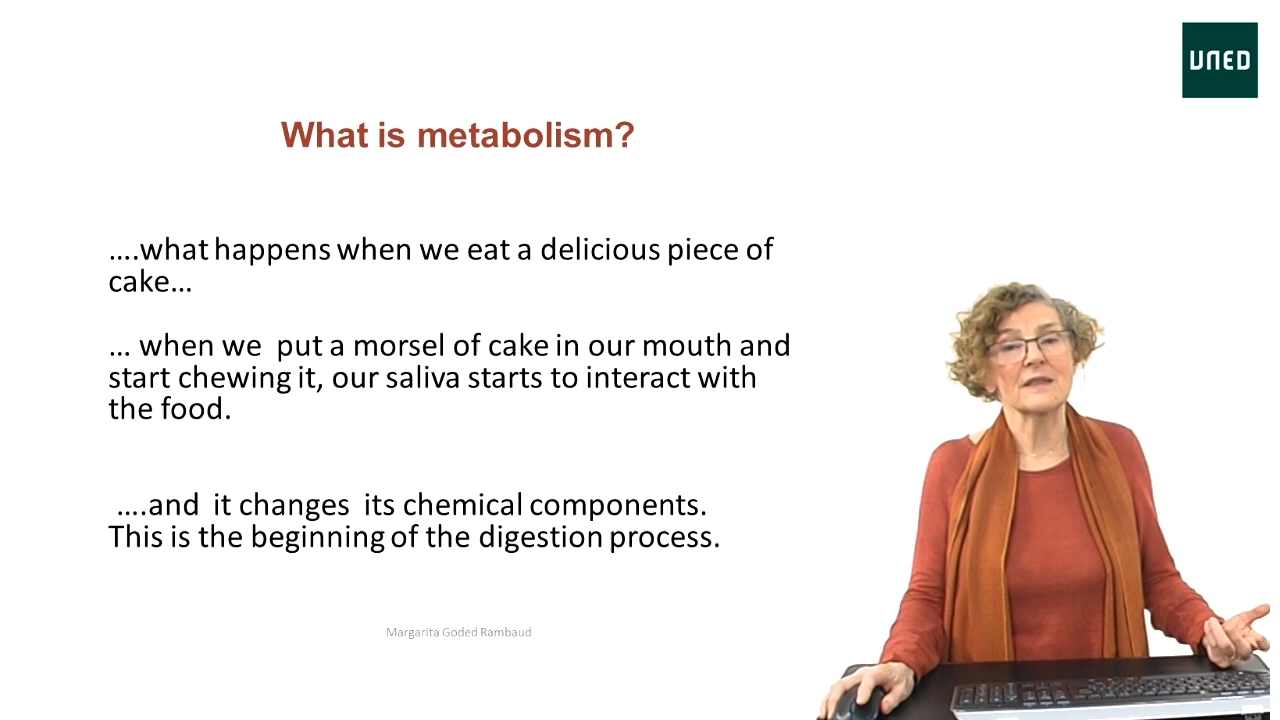 UNED
What is metabolism?
....what happens when we eat a delicious piece of
cake...
... when we  put a morsel of cake in our mouth and
start chewing it, our saliva starts to interact with
the food.
....and  it changes  its chemical components.
This is the beginning of the digestion process.
Margarita Goded Rambaud